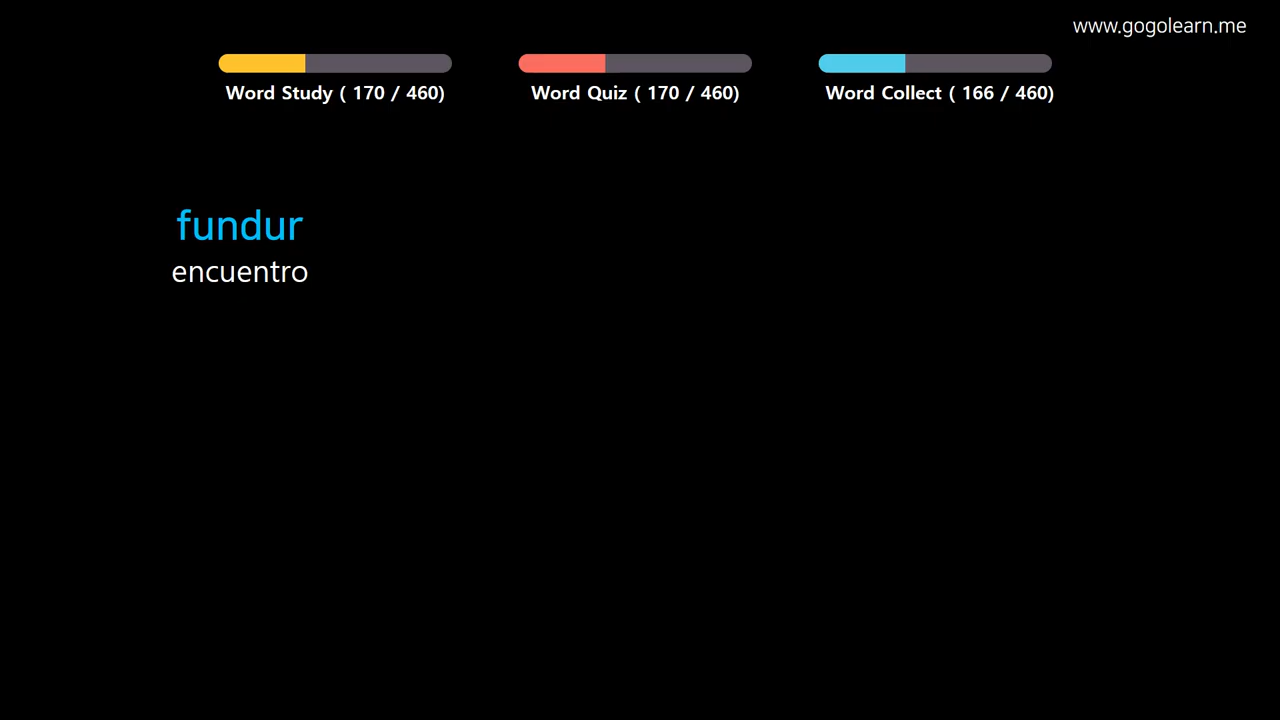 www.gogolearn.me
Word Study ( 170 / 460)
Word Quiz ( 170 / 460)
Word Collect ( 166 / 460)
fundur
encuentro